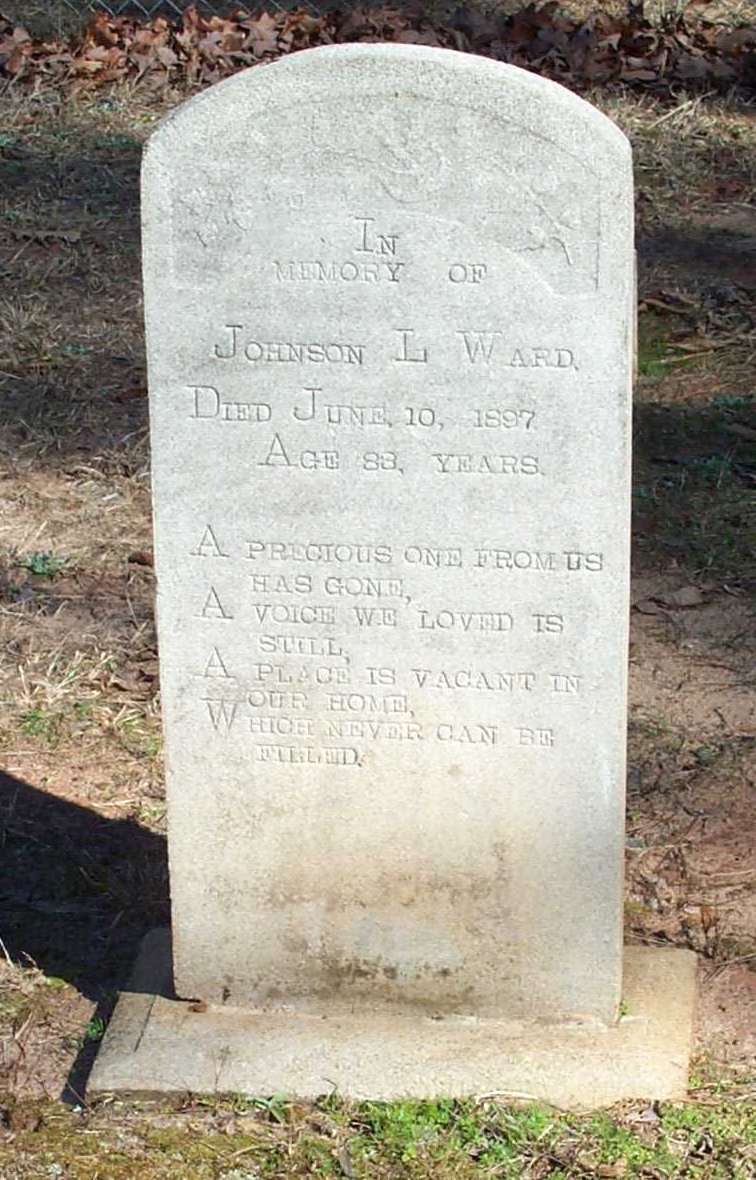 In
MEMORY OF
JOHNSON L WARD.
DIED JUNE, 10, 1897
AGE 83, YEARS.
A PRECIOUS ONE FROM US
HAS GONE,
A VOICE WE LOVED IS
STILL,
A PLACE IS VACANT IN
OUR HOME,
WHICH NEVER CAN BE
FILLED.